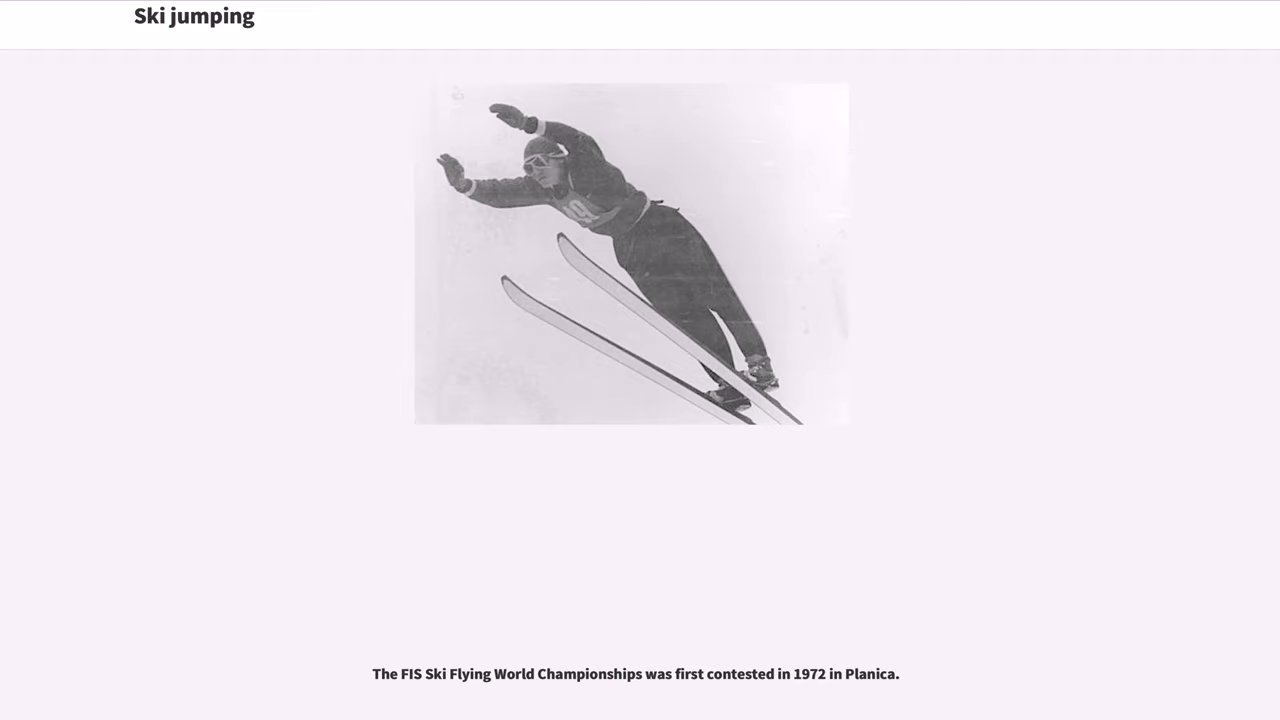 Ski jumping
The FIS Ski Flying World Championships was first contested in 1972 in Planica.